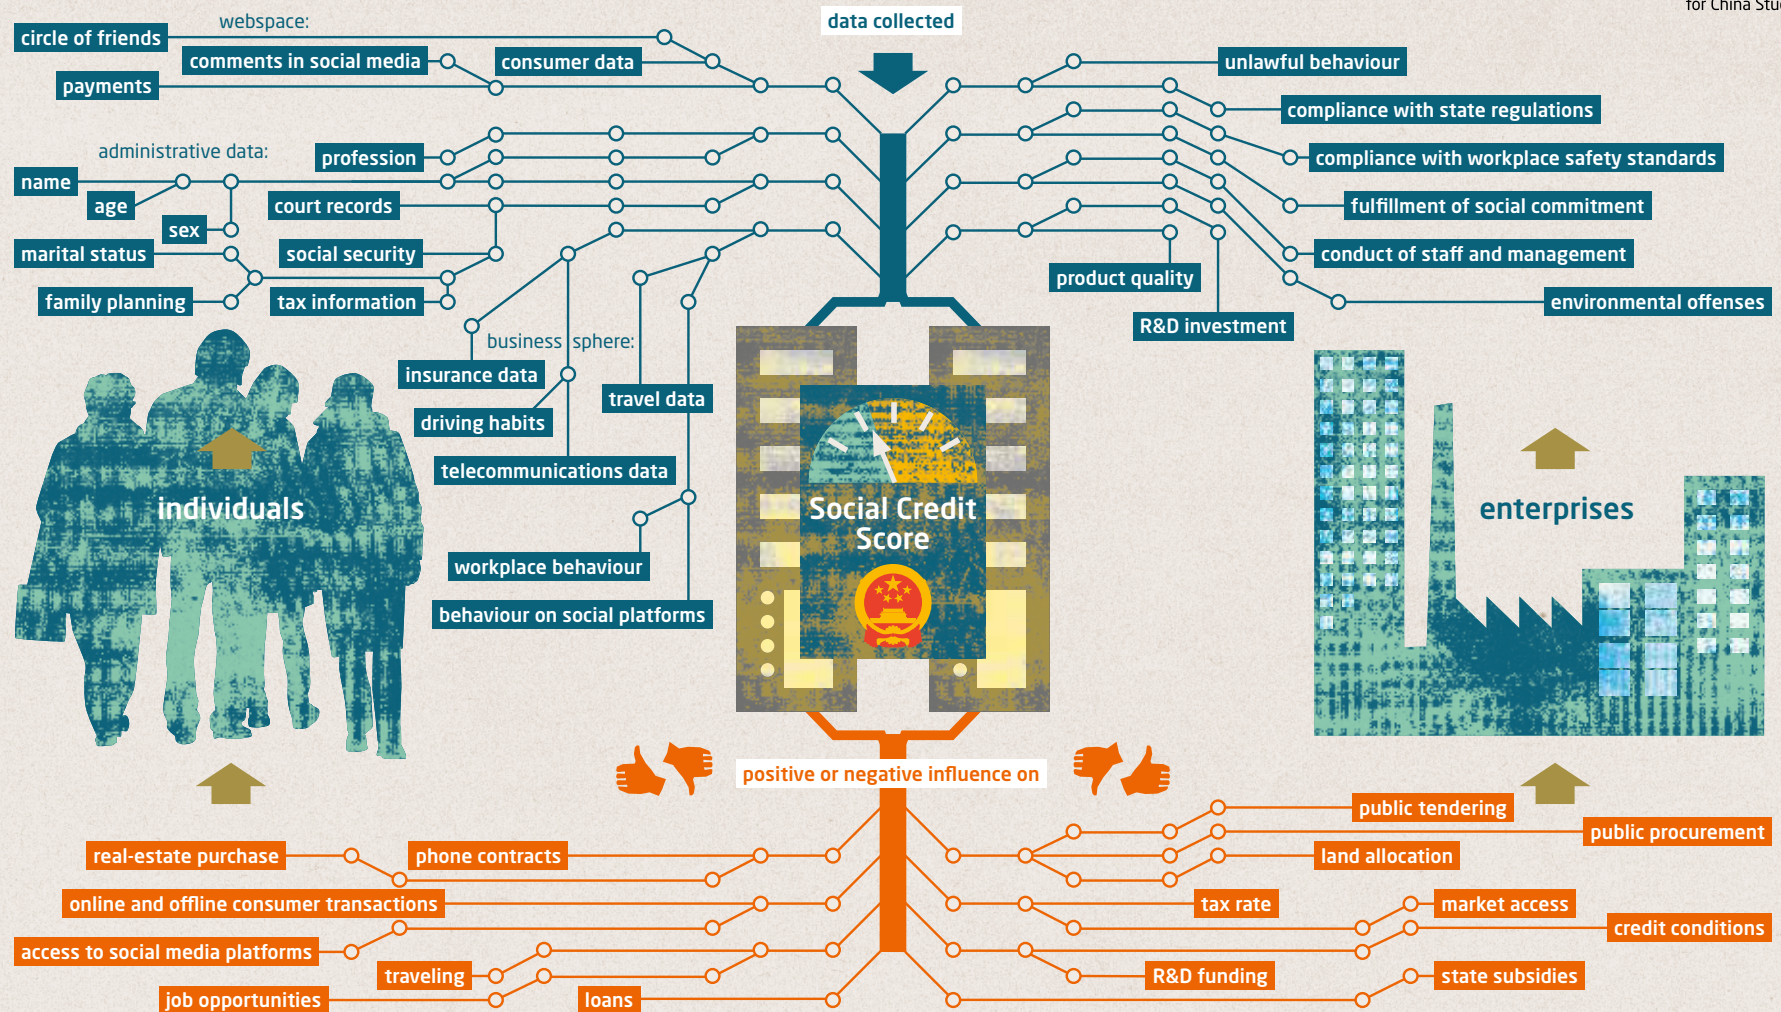 for China Stu
webspace:
data collected
circle of friends
comments in social media
consumer data
payments
administrative data:
profession
name
age
court records
sex
marital status
social security
family planning
tax information
business sphere:
insurance data
travel data
driving habits
telecommunications data
workplace behaviour
behaviour on social platforms
unlawful behaviour
compliance with state regulations
compliance with workplace safety standards
fulfillment of social commitment
conduct of staff and management
product quality
environmental offenses
R&D investment
individuals
Social Credit
Score
enterprises
positive or negative influence on
real-estate purchase
phone contracts
online and offline consumer transactions
access to social media platforms
traveling
job opportunities
loans
public tendering
public procurement
land allocation
tax rate
market access
credit conditions
R&D funding
state subsidies